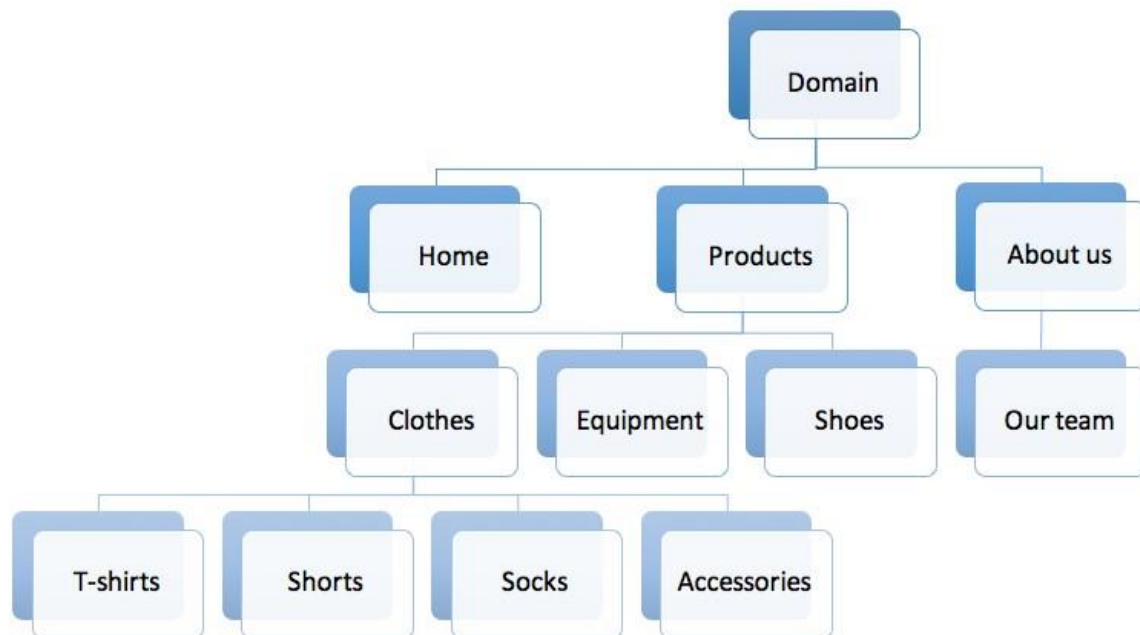 Domain
Home
Products
About us
Clothes
Equipment
Shoes
Our team
T-shirts
Shorts
Socks
Accessories